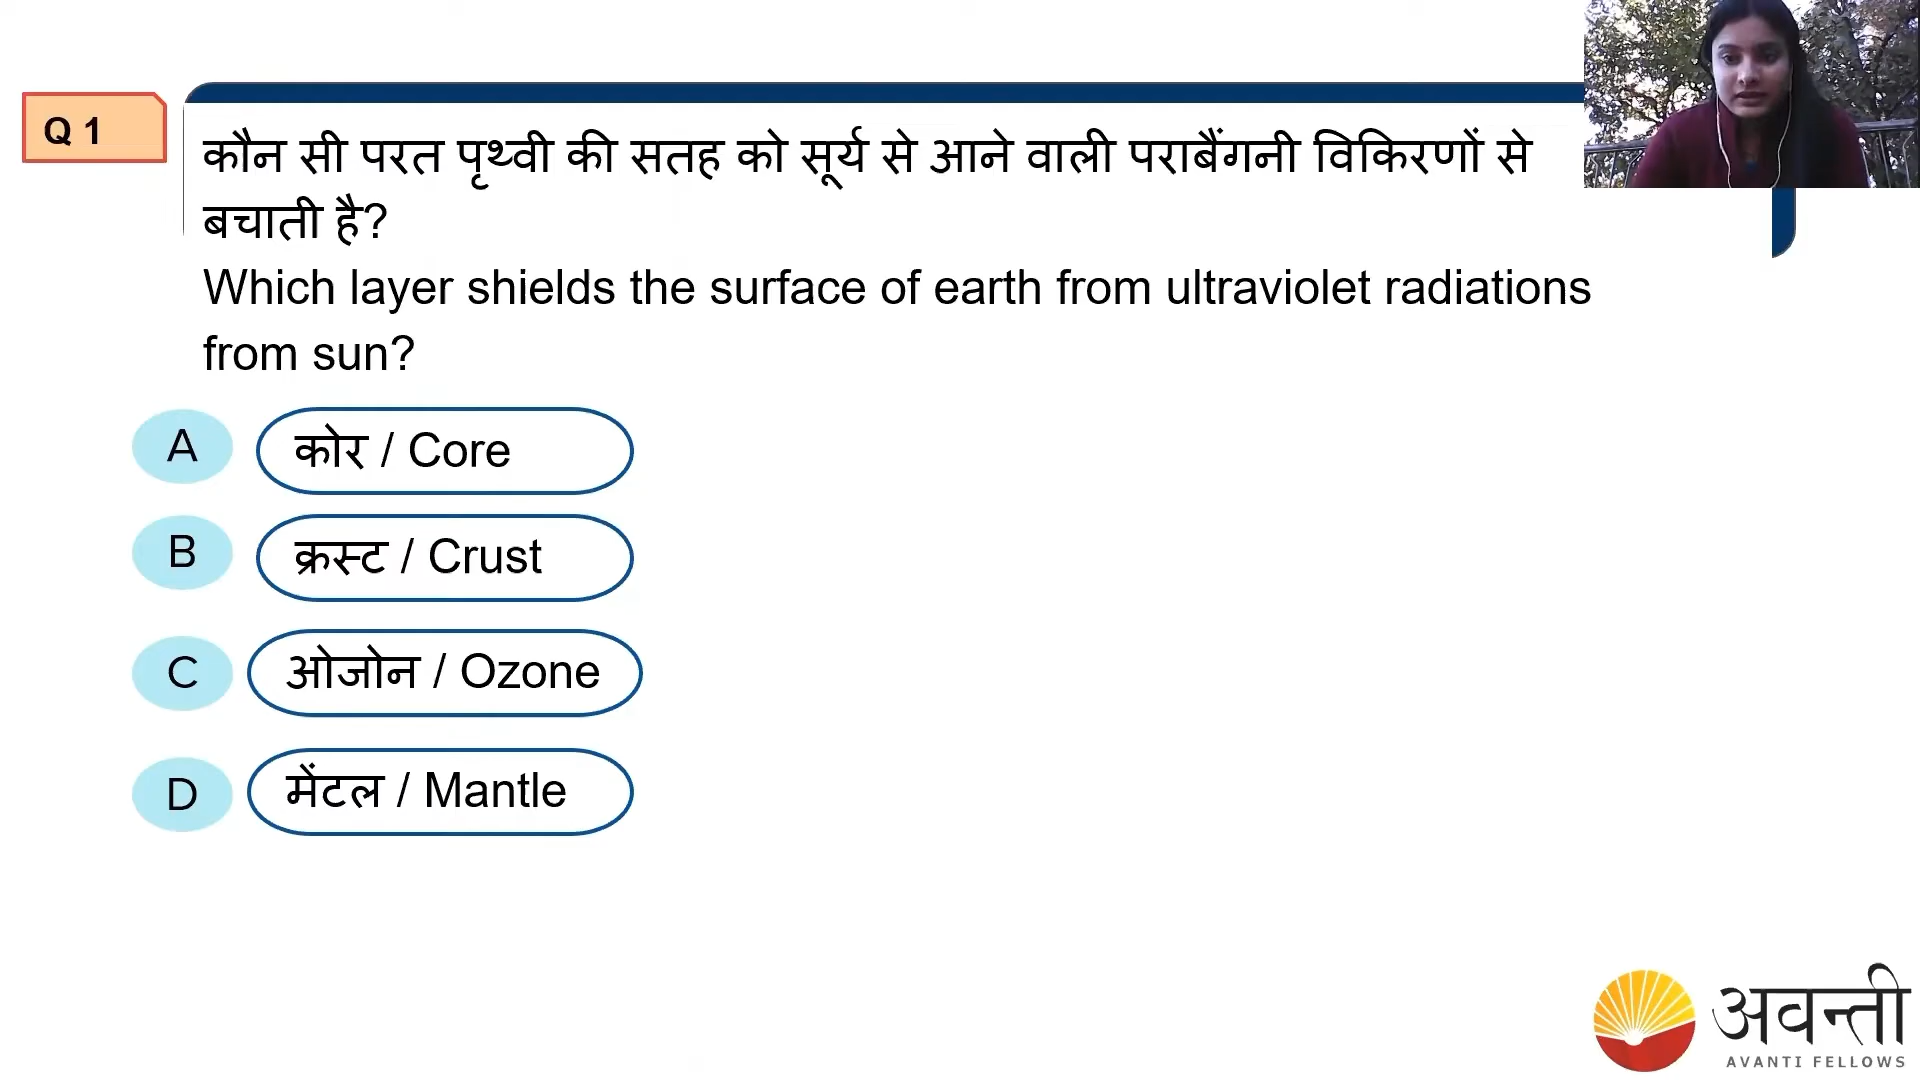 Q 1
कौन सी परत पृथ्वी की सतह को सूर्य से आने वाली पराबैंगनी विकिरणों से
बचाती है?
Which layer shields the surface of earth from ultraviolet radiations
from sun?
A कोर / Core
B क्रस्ट / Crust
C ओजोन / Ozone
D मेंटल / Mantle
अवन्ती
AVANTI FELLOWS